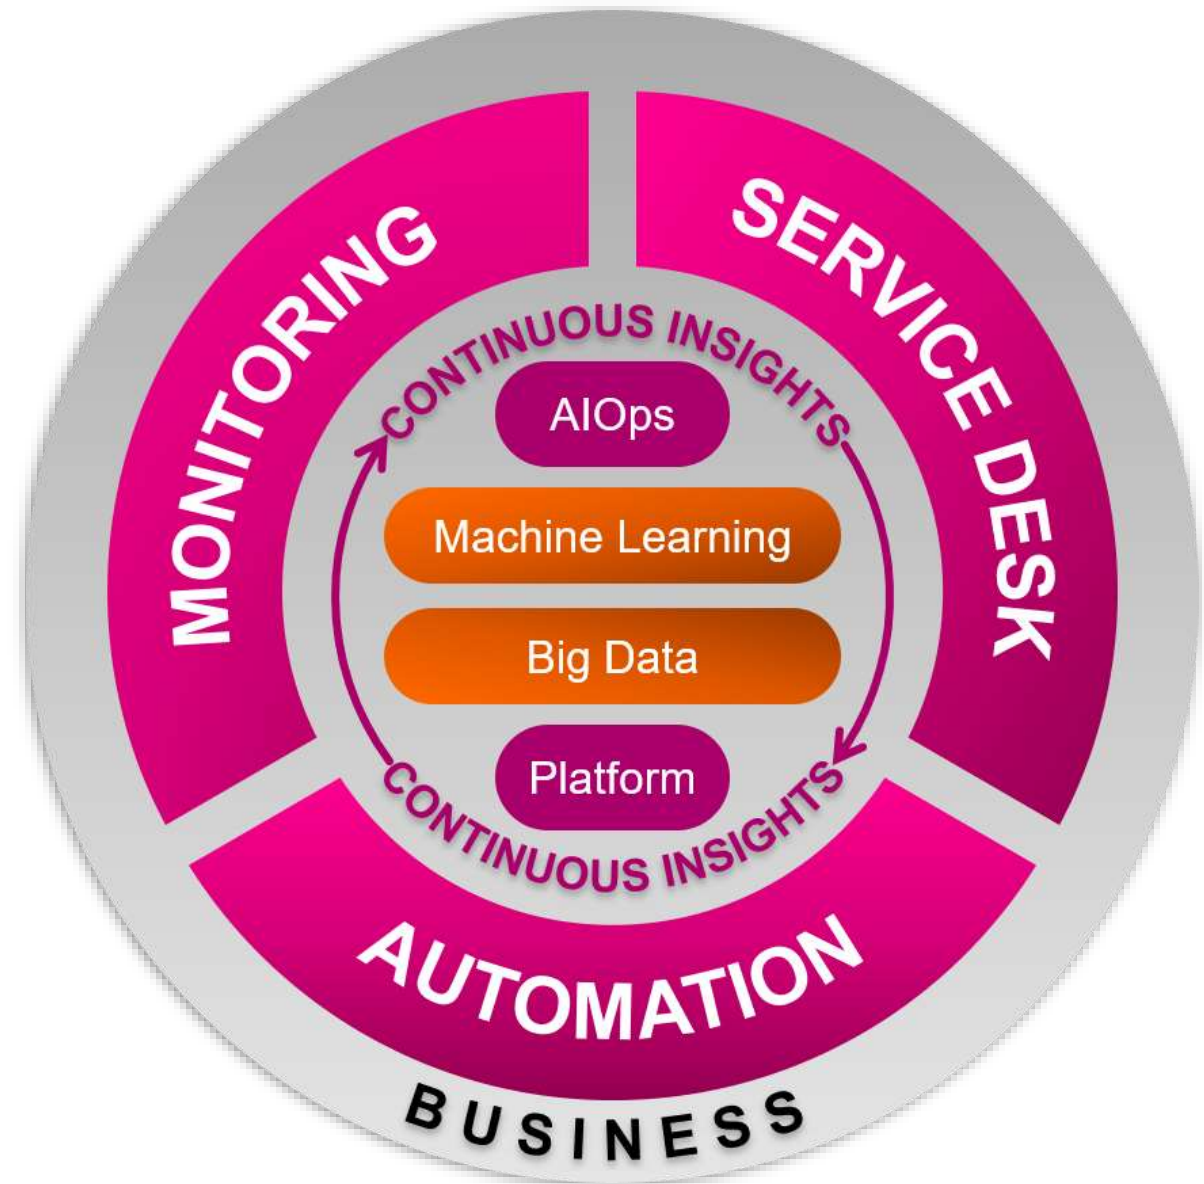 MONITORING
SERVICE DESK
CONTINUOUS INSIGHTS
AIOps
Machine Learning
Big Data
Platform
CONTINUOUS INSIGHTS
AUTOMATION
BUSINESS